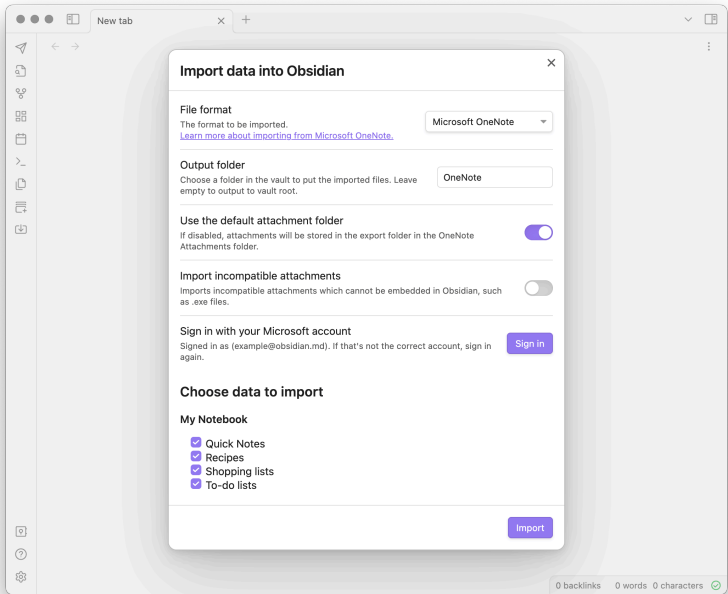 New tab
Import data into Obsidian
File format
The format to be imported.
Learn more about importing from Microsoft OneNote.
Microsoft OneNote
Output folder
Choose a folder in the vault to put the imported files. Leave
empty to output to vault root.
OneNote
Use the default attachment folder
If disabled, attachments will be stored in the export folder in the OneNote
Attachments folder.
Import incompatible attachments
Imports incompatible attachments which cannot be embedded in Obsidian, such
as .exe files.
Sign in with your Microsoft account
Signed in as (example@obsidian.md). If that's not the correct account, sign in
again.
Sign in
Choose data to import
My Notebook
Quick Notes
Recipes
Shopping lists
To-do lists
Import
0 backlinks 0 words 0 characters